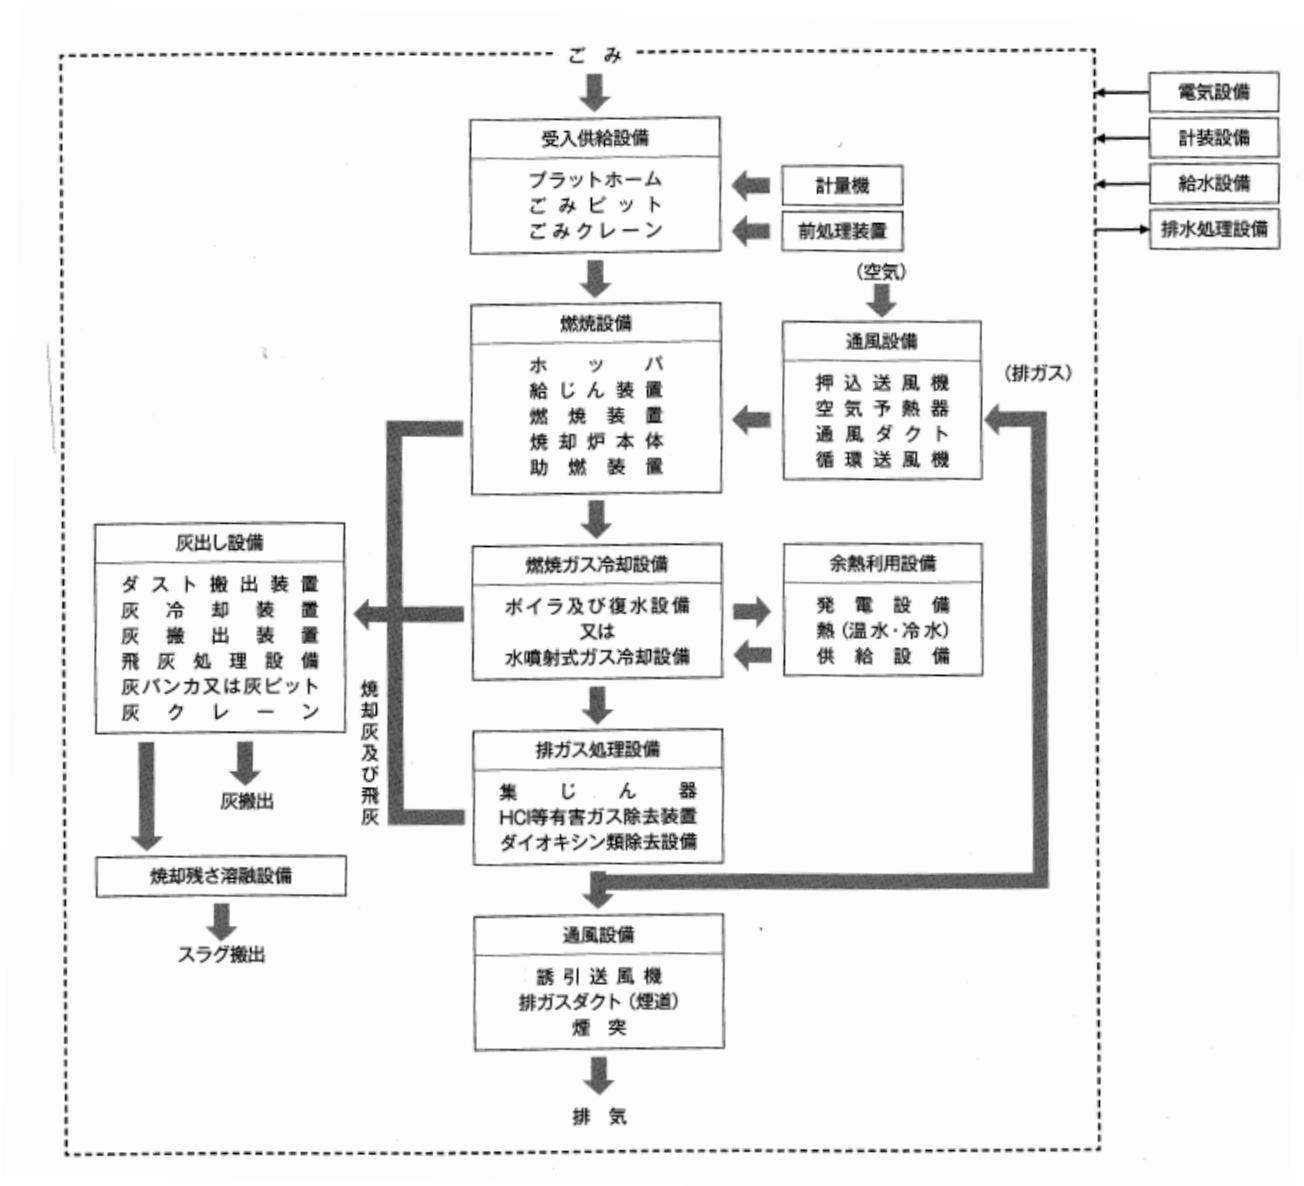 ごみ
電気設備
計装設備
給水設備
排水処理設備
受入供給設備
プラットホーム
ごみピット
ごみクレーン
計量機
前処理装置
(空気)
燃焼設備
ホッパ
給じん装置
燃焼装置
焼却炉本体
助燃装置
通風設備
押込送風機
空気予熱器
通風ダクト
循環送風機
(排ガス)
灰出し設備
ダスト搬出装置
灰冷却装置
灰搬出装置
飛灰処理設備
灰バンカ又は灰ピット
灰クレーン
燃焼ガス冷却設備
ボイラ及び復水設備
又は
水噴射式ガス冷却設備
余熱利用設備
発電設備
熱(温水・冷水)
供給設備
焼却灰及び飛灰
排ガス処理設備
集じん器
HCl等有害ガス除去装置
ダイオキシン類除去設備
灰搬出
焼却残さ溶融設備
スラグ搬出
通風設備
誘引送風機
排ガスダクト(煙道)
煙突
排気